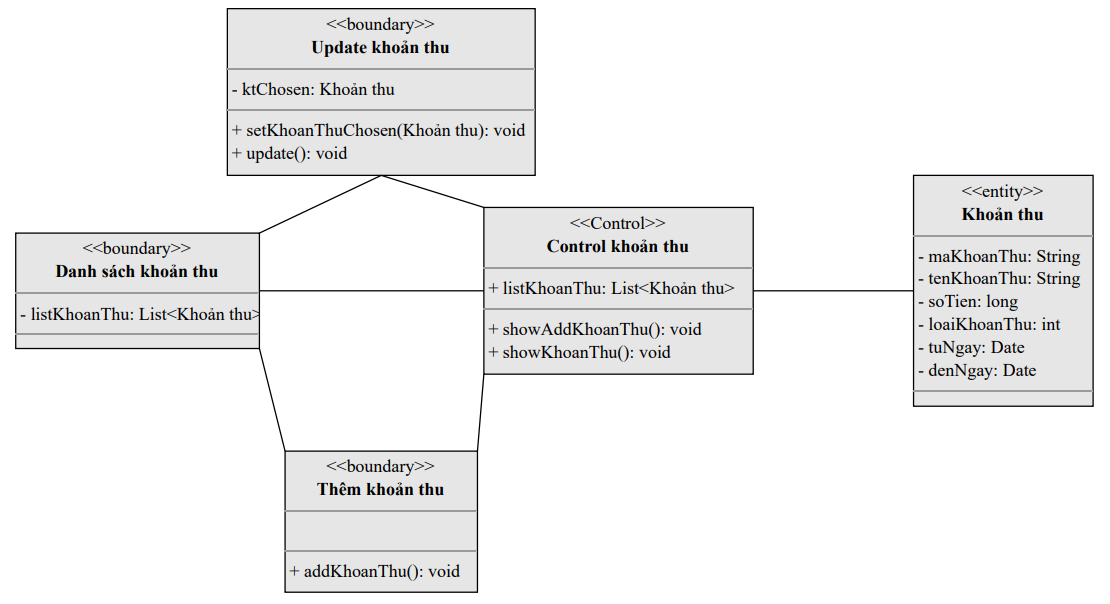 <<boundary>>
Update khoản thu
- ktChosen: Khoản thu
+ setKhoanThuChosen(Khoản thu): void
+ update(): void
<<boundary>>
Danh sách khoản thu
- listKhoanThu: List<Khoản thu>
<<Control>>
Control khoản thu
+ listKhoanThu: List<Khoản thu>
+ showAddKhoanThu(): void
+ showKhoanThu(): void
<<entity>>
Khoản thu
- maKhoanThu: String
- tenKhoanThu: String
- soTien: long
- loaiKhoanThu: int
- tuNgay: Date
- denNgay: Date
<<boundary>>
Thêm khoản thu
+ addKhoanThu(): void